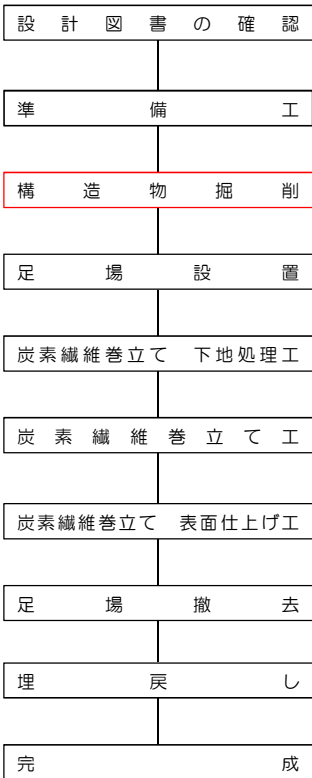 設計図書の確認
準備工
構造物掘削
足場設置
炭素繊維巻立て　下地処理工
炭素繊維巻立て工
炭素繊維巻立て　表面仕上げ工
足場撤去
埋戻し
完成